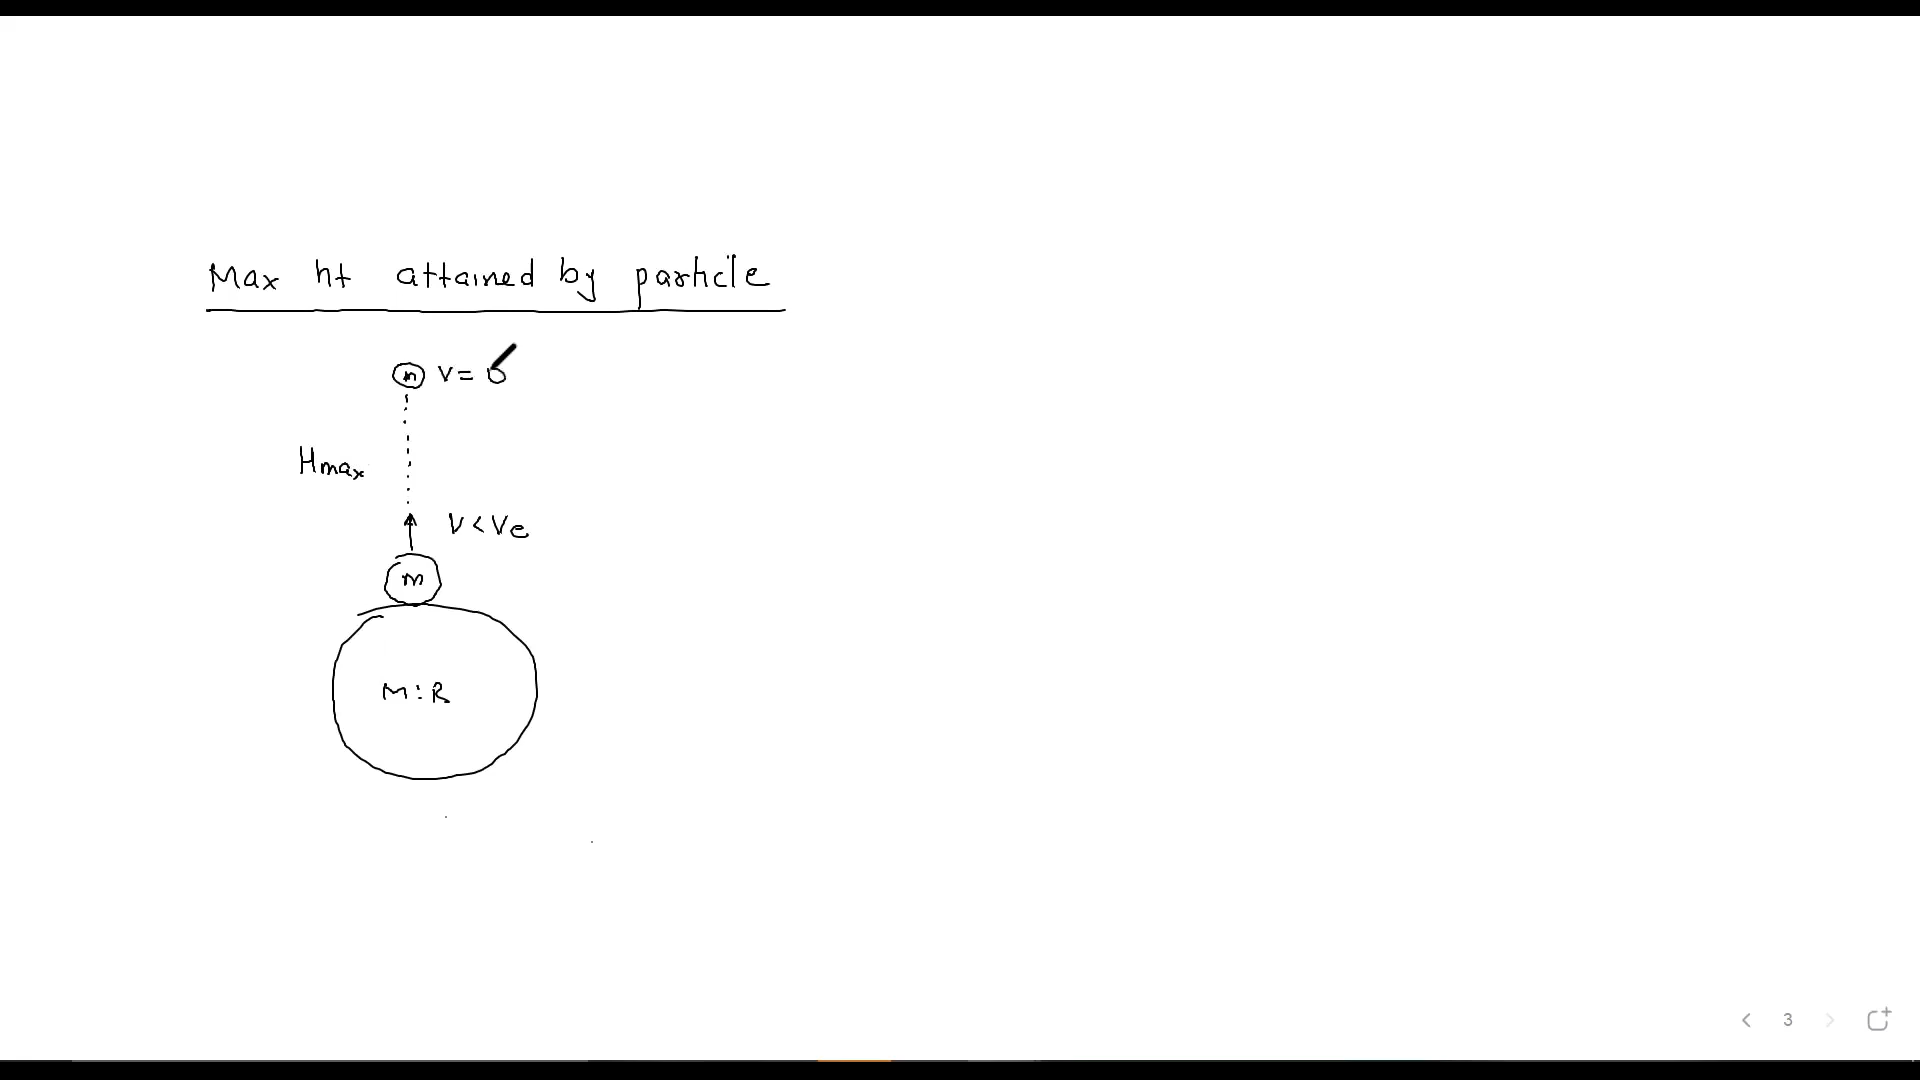 Max ht attained by particle
m V = 0
Hmax
V < Ve
m
M : R
3